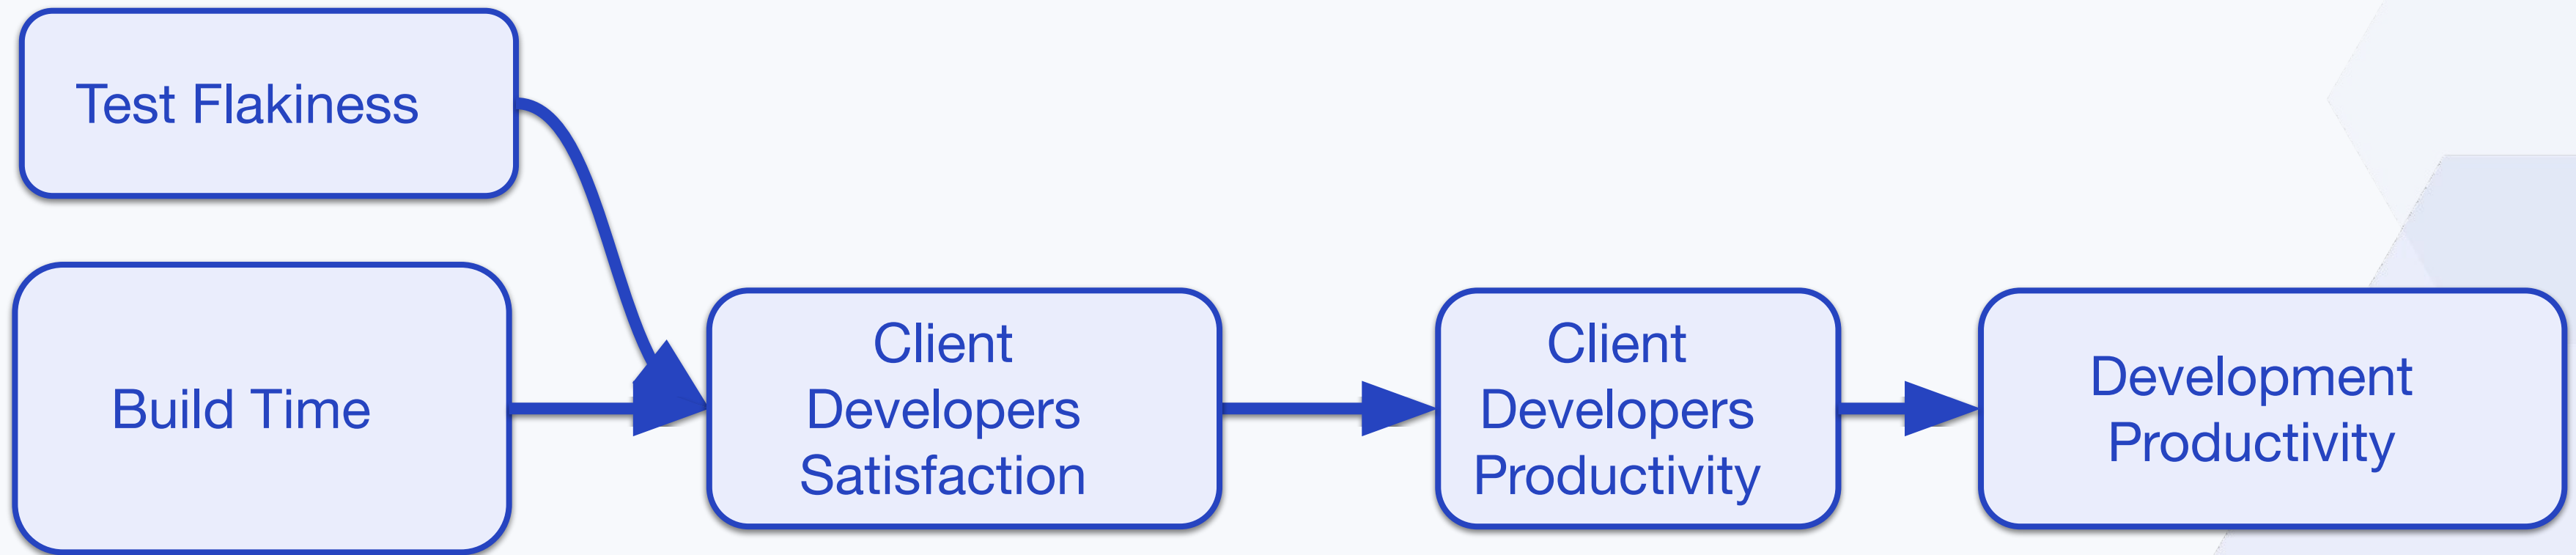 Test Flakiness
Build Time
Client
Developers
Satisfaction
Client
Developers
Productivity
Development
Productivity